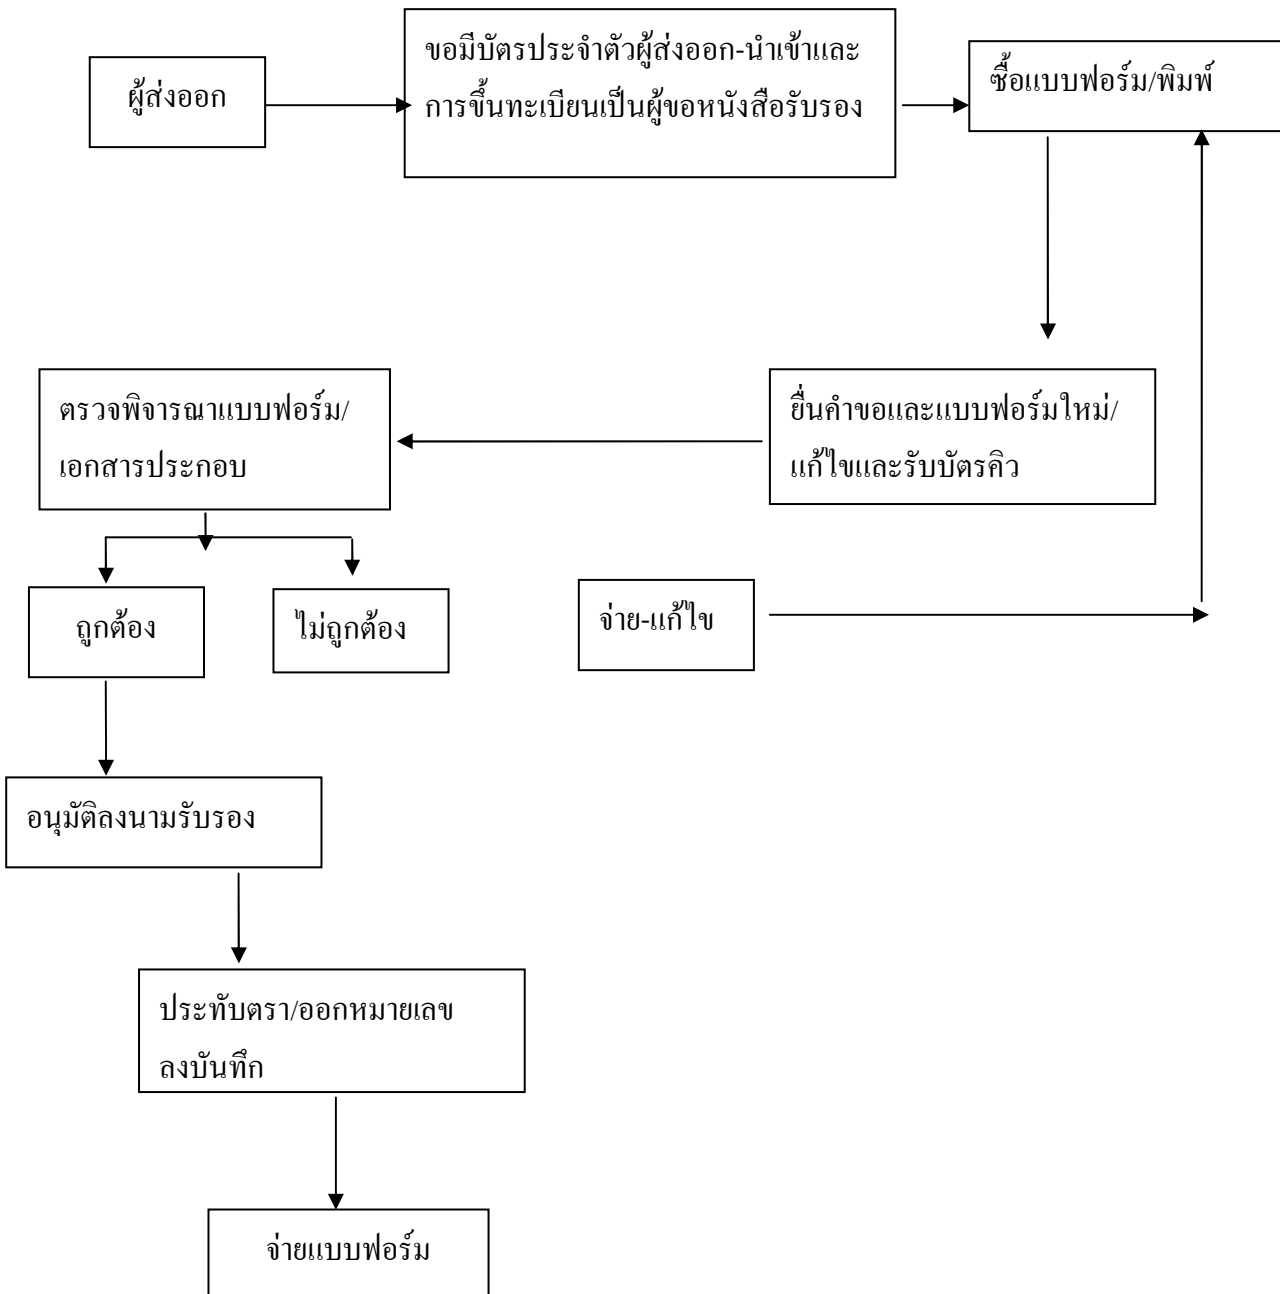 ผู้ส่งออก
ขอมีบัตรประจำตัวผู้ส่งออก-นำเข้าและ
การขึ้นทะเบียนเป็นผู้ขอหนังสือรับรอง
ซื้อแบบฟอร์ม/พิมพ์
ตรวจพิจารณาแบบฟอร์ม/
เอกสารประกอบ
ยื่นคำขอและแบบฟอร์มใหม่/
แก้ไขและรับบัตรคิว
ถูกต้อง
ไม่ถูกต้อง
จ่าย-แก้ไข
อนุมัติลงนามรับรอง
ประทับตรา/ออกหมายเลข
ลงบันทึก
จ่ายแบบฟอร์ม